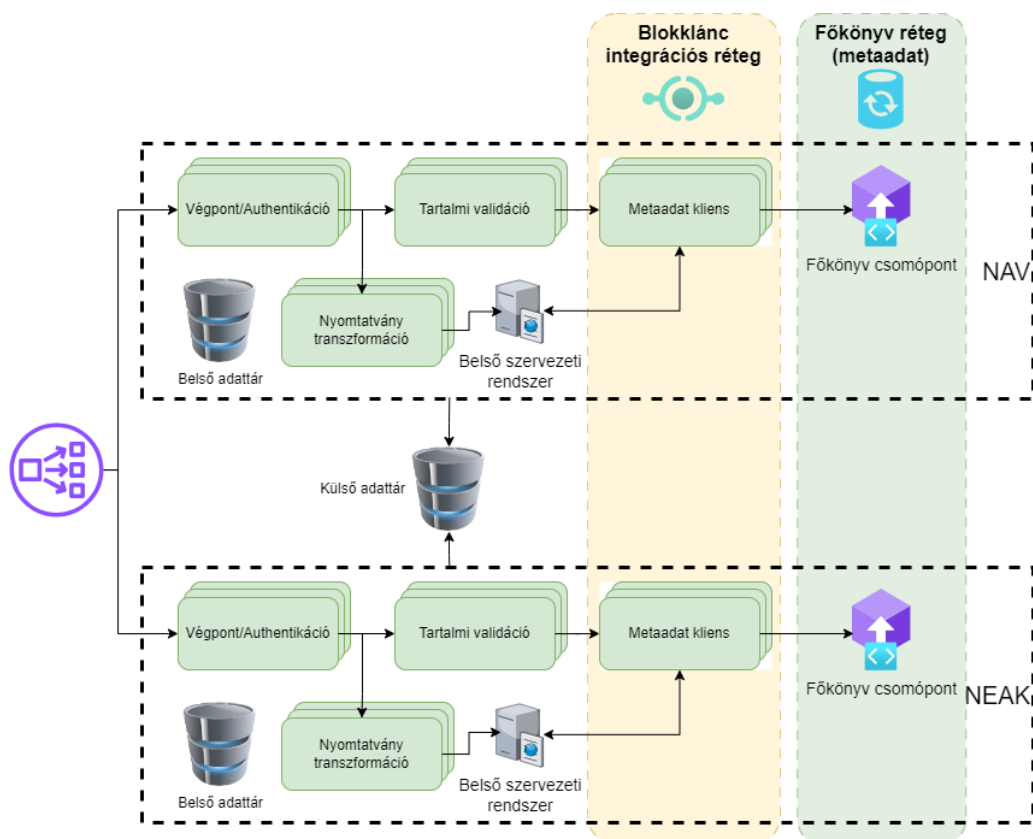 Blokklánc
integrációs réteg
Főkönyv réteg
(metaadat)
Végpont/Authentikáció
Tartalmi validáció
Metaadat kliens
Főkönyv csomópont
NAV
Nyomtatvány
transzformáció
Belső adattár
Belső szervezeti
rendszer
Külső adattár
Végpont/Authentikáció
Tartalmi validáció
Metaadat kliens
Főkönyv csomópont
NEAK
Nyomtatvány
transzformáció
Belső adattár
Belső szervezeti
rendszer